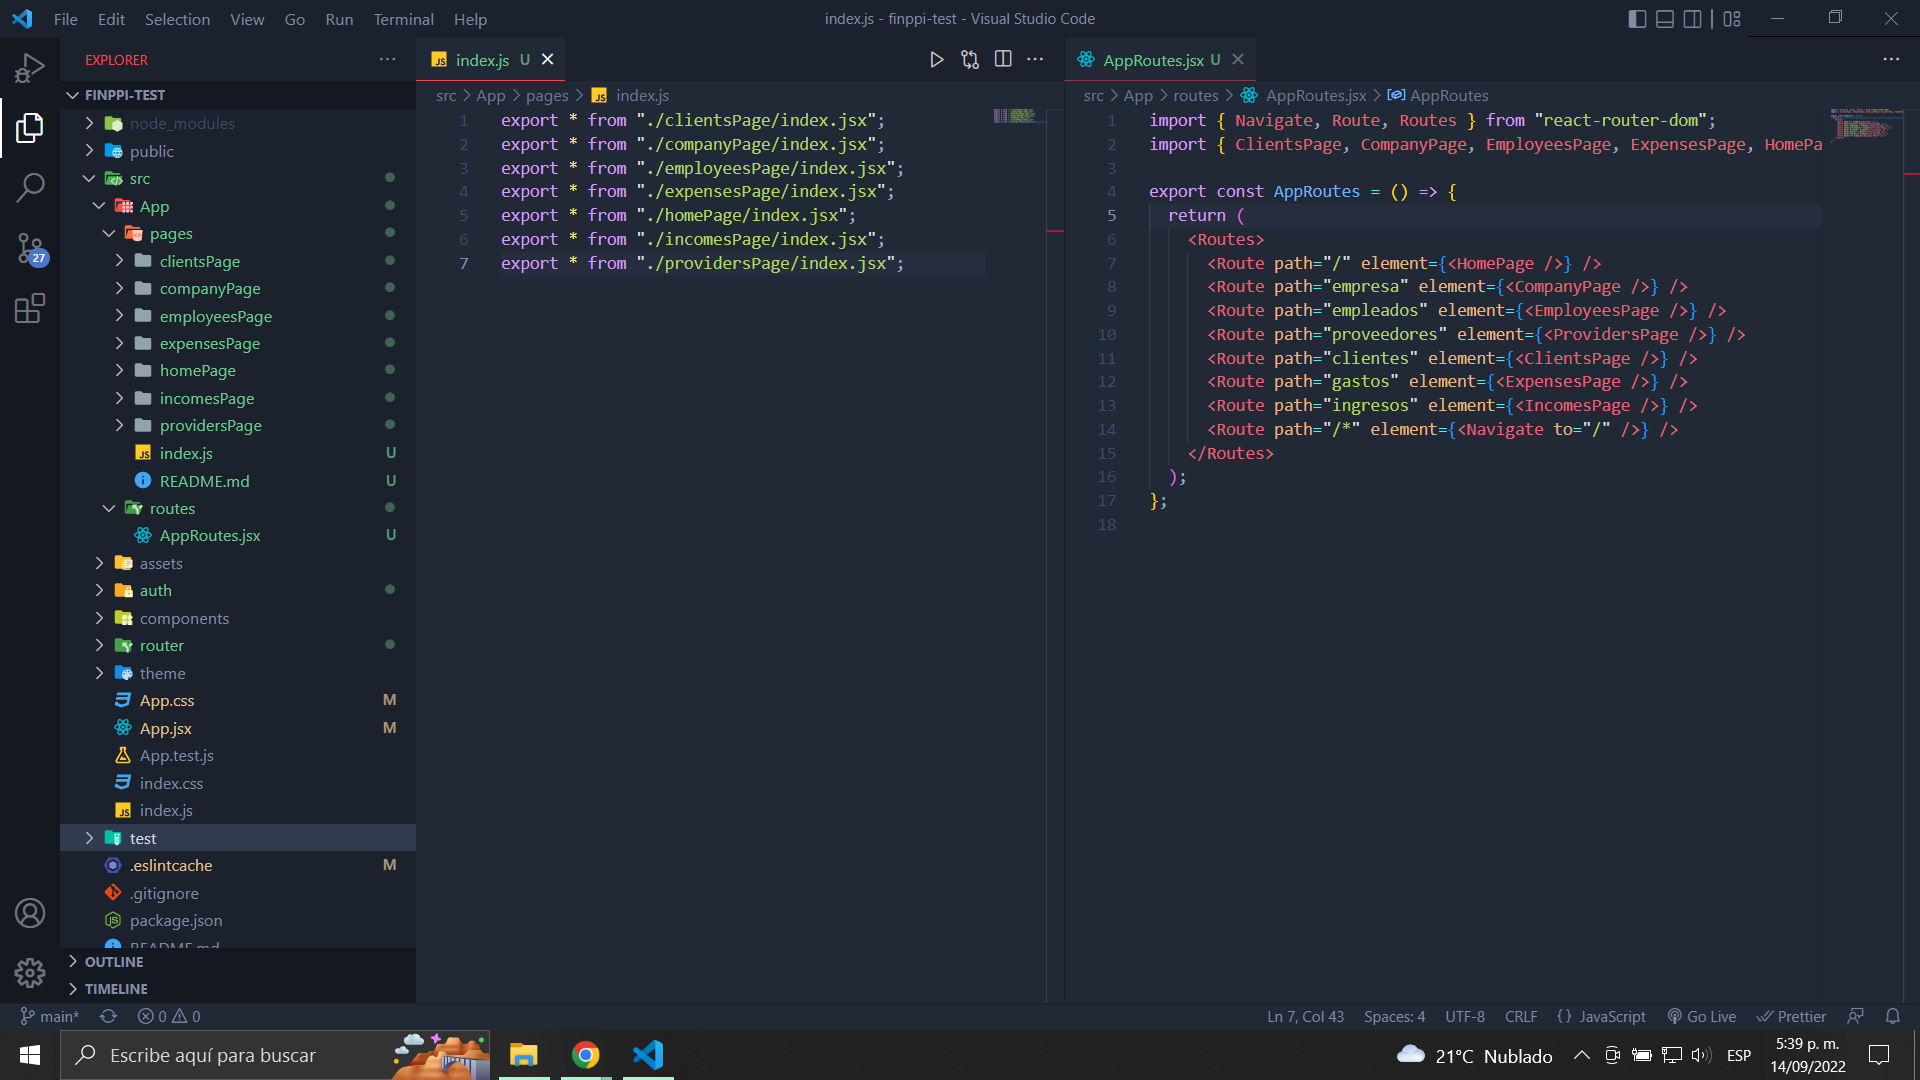 File Edit Selection View Go Run Terminal Help
index.js - finppi-test - Visual Studio Code
EXPLORER
FINPPI-TEST
node_modules
public
src
App
pages
clientsPage
companyPage
employeesPage
expensesPage
homePage
incomesPage
providersPage
index.js U
README.md U
routes
AppRoutes.jsx U
assets
auth
components
router
theme
App.css M
App.jsx M
App.test.js
index.css
index.js
test
.eslintcache M
.gitignore
package.json
README.md
OUTLINE
TIMELINE
27
index.js U
src > App > pages > index.js
1 export * from "./clientsPage/index.jsx";
2 export * from "./companyPage/index.jsx";
3 export * from "./employeesPage/index.jsx";
4 export * from "./expensesPage/index.jsx";
5 export * from "./homePage/index.jsx";
6 export * from "./incomesPage/index.jsx";
7 export * from "./providersPage/index.jsx";
AppRoutes.jsx U
src > App > routes > AppRoutes.jsx > AppRoutes
1 import { Navigate, Route, Routes } from "react-router-dom";
2 import { ClientsPage, CompanyPage, EmployeesPage, ExpensesPage, HomePa
3
4 export const AppRoutes = () => {
5 return (
6 <Routes>
7 <Route path="/" element={<HomePage />} />
8 <Route path="empresa" element={<CompanyPage />} />
9 <Route path="empleados" element={<EmployeesPage />} />
10 <Route path="proveedores" element={<ProvidersPage />} />
11 <Route path="clientes" element={<ClientsPage />} />
12 <Route path="gastos" element={<ExpensesPage />} />
13 <Route path="ingresos" element={<IncomesPage />} />
14 <Route path="/*" element={<Navigate to="/" />} />
15 </Routes>
16 );
17 };
18
main* 0 0
Ln 7, Col 43 Spaces: 4 UTF-8 CRLF {} JavaScript Go Live Prettier
Escribe aquí para buscar
21°C Nublado
ESP
5:39 p. m.
14/09/2022